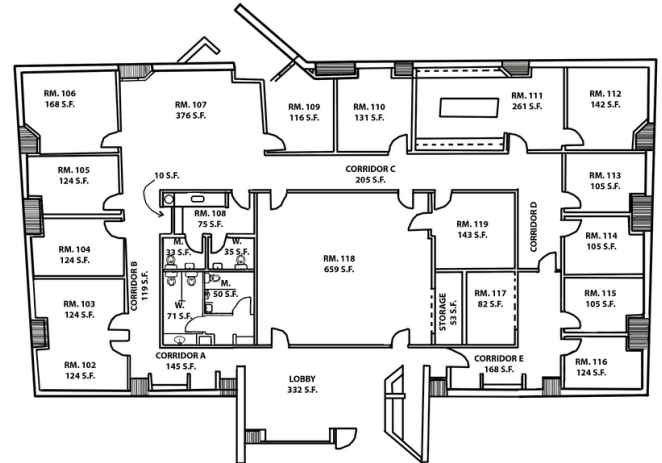 RM. 106
168 S.F.
RM. 107
376 S.F.
RM. 109
116 S.F.
RM. 110
131 S.F.
RM. 111
261 S.F.
RM. 112
142 S.F.
RM. 105
124 S.F.
10 S.F.
CORRIDOR C
205 S.F.
RM. 113
105 S.F.
RM. 108
75 S.F.
RM. 104
124 S.F.
M.
33 S.F.
W.
35 S.F.
RM. 118
659 S.F.
RM. 119
143 S.F.
CORRIDOR D
RM. 114
105 S.F.
CORRIDOR B
119 S.F.
M.
50 S.F.
W.
71 S.F.
RM. 103
124 S.F.
STORAGE
53 S.F.
RM. 117
82 S.F.
RM. 115
105 S.F.
RM. 102
124 S.F.
CORRIDOR A
145 S.F.
LOBBY
332 S.F.
CORRIDOR E
168 S.F.
RM. 116
124 S.F.